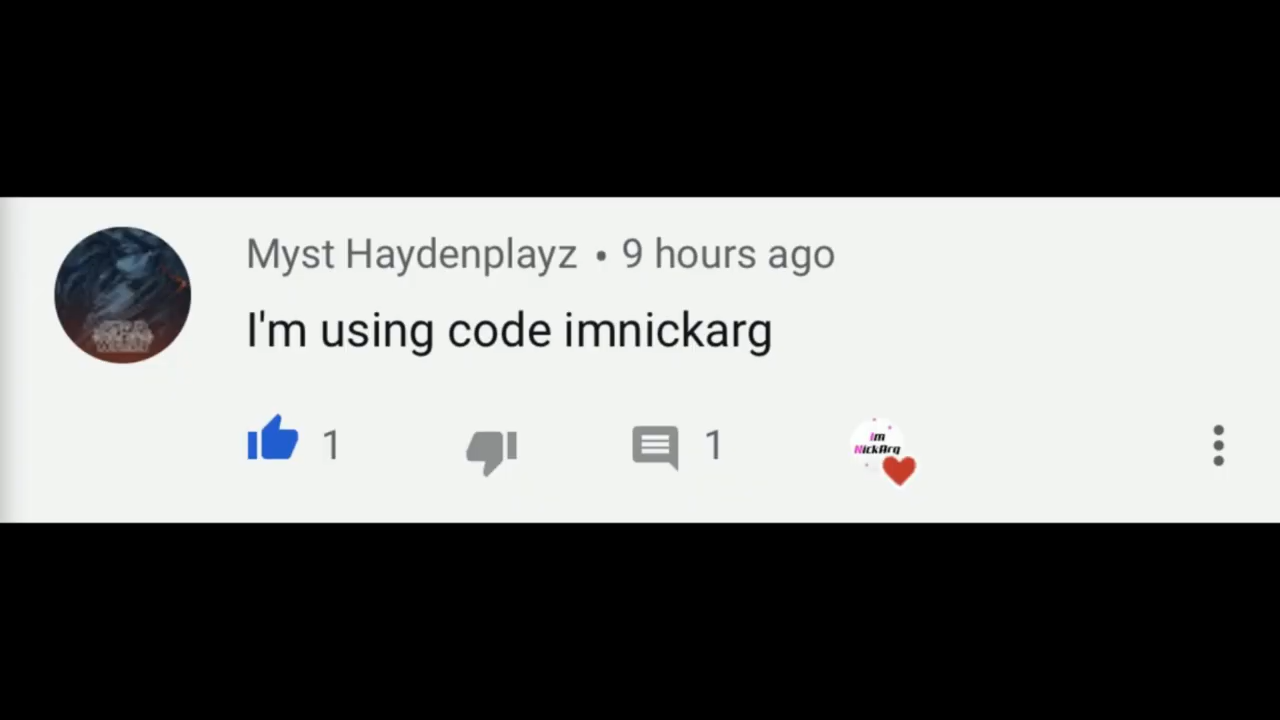 Myst Haydenplayz • 9 hours ago
I'm using code imnickarg
1 1
Im
NickArg